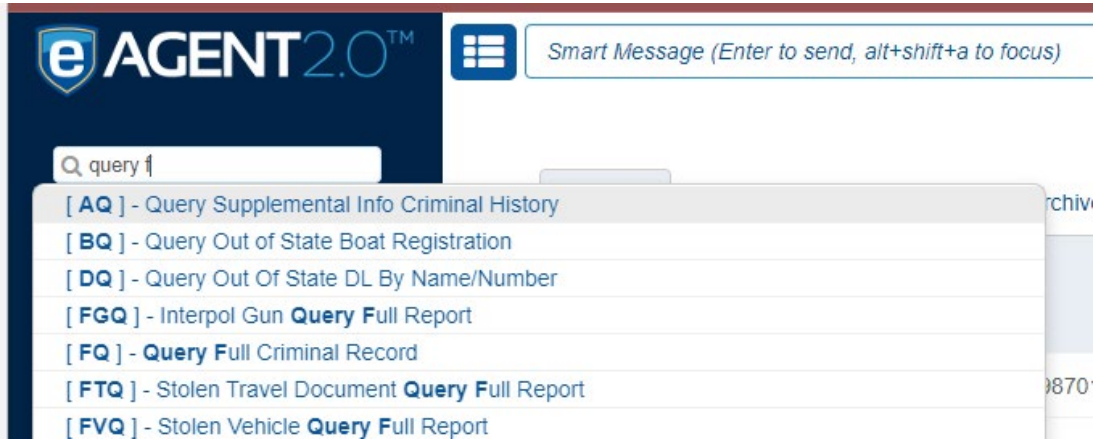 e AGENT2.0™
Smart Message (Enter to send, alt+shift+a to focus)
query f
[ AQ ] - Query Supplemental Info Criminal History
[ BQ ] - Query Out of State Boat Registration
[ DQ ] - Query Out Of State DL By Name/Number
[ FGQ ] - Interpol Gun Query Full Report
[ FQ ] - Query Full Criminal Record
[ FTQ ] - Stolen Travel Document Query Full Report
[ FVQ ] - Stolen Vehicle Query Full Report